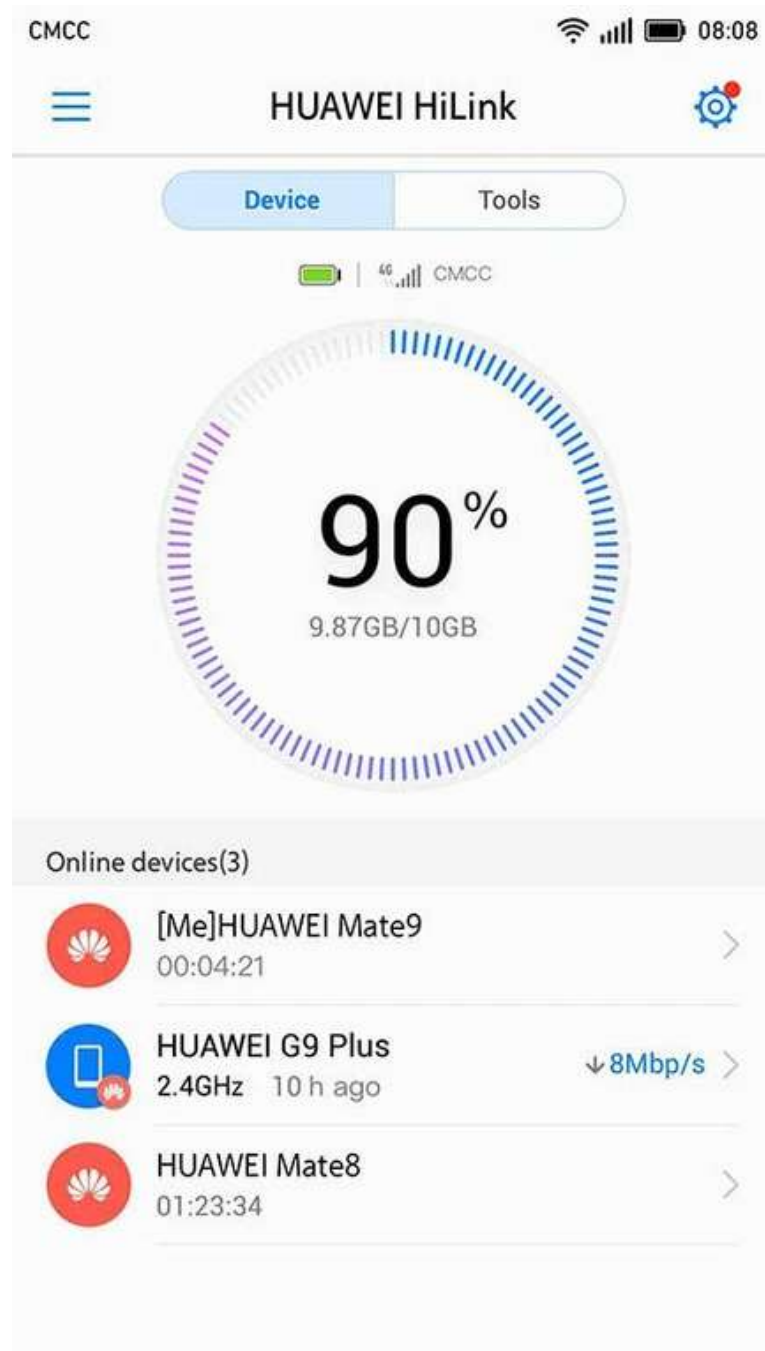 CMCC 08:08
HUAWEI HiLink
Device Tools
4G CMCC
90%
9.87GB/10GB
Online devices(3)
[Me]HUAWEI Mate9
00:04:21
HUAWEI G9 Plus
2.4GHz 10 h ago
8Mbp/s
HUAWEI Mate8
01:23:34